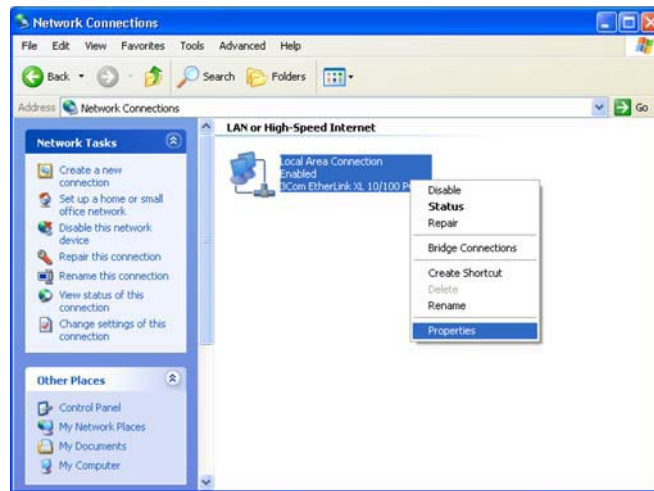 Network Connections
File Edit View Favorites Tools Advanced Help
Back Search Folders
Address Network Connections Go
Network Tasks
Create a new
connection
Set up a home or small
office network
Disable this network
device
Repair this connection
Rename this connection
View status of this
connection
Change settings of this
connection
Other Places
Control Panel
My Network Places
My Documents
My Computer
LAN or High-Speed Internet
Local Area Connection
Enabled
3Com EtherLink XL 10/100
Disable
Status
Repair
Bridge Connections
Create Shortcut
Delete
Rename
Properties